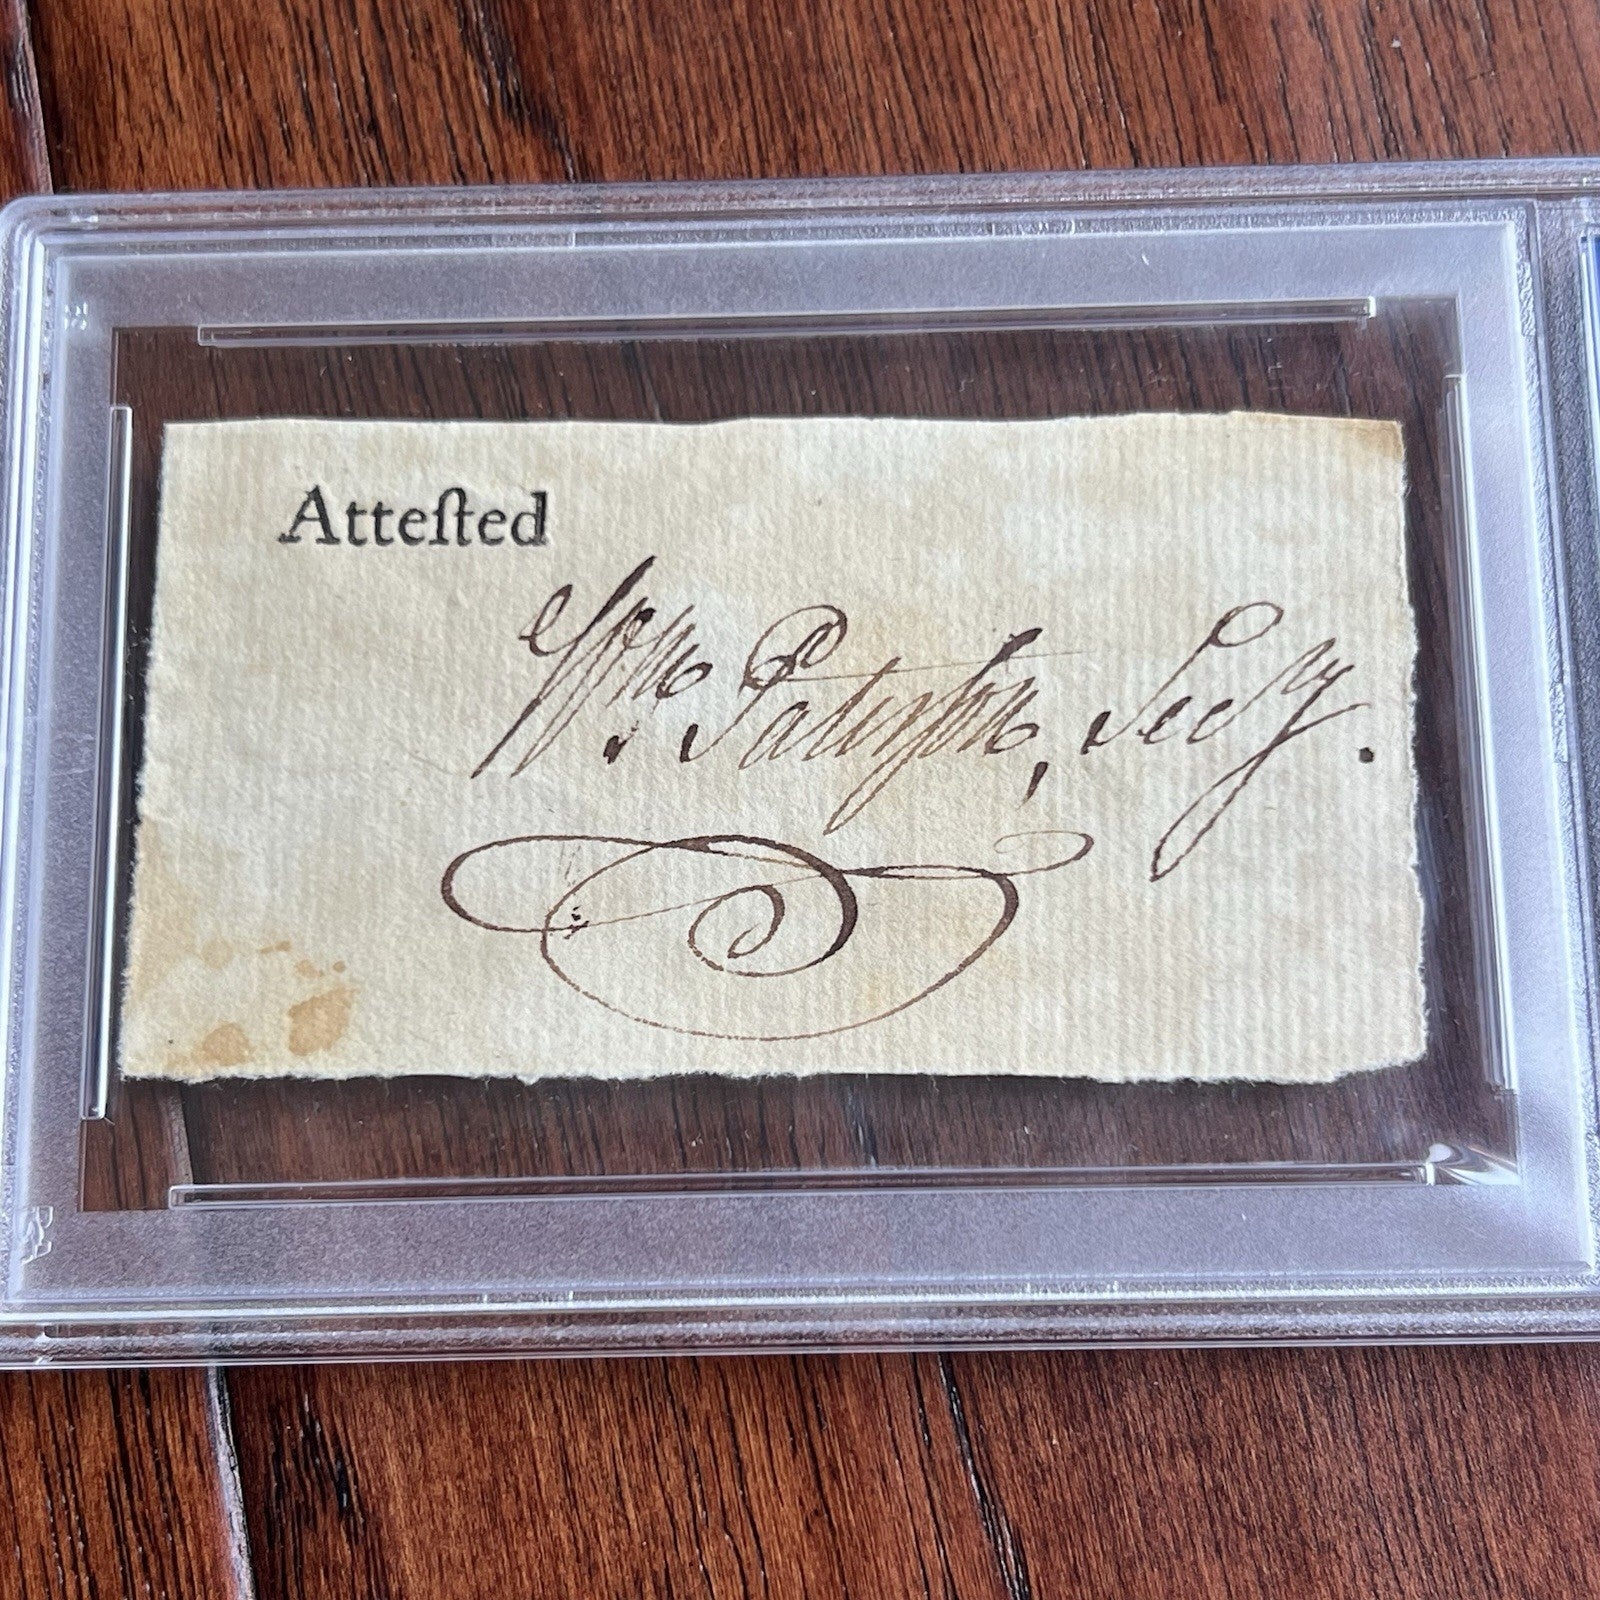 Atteſted
Wm. Paterſon, Secy.